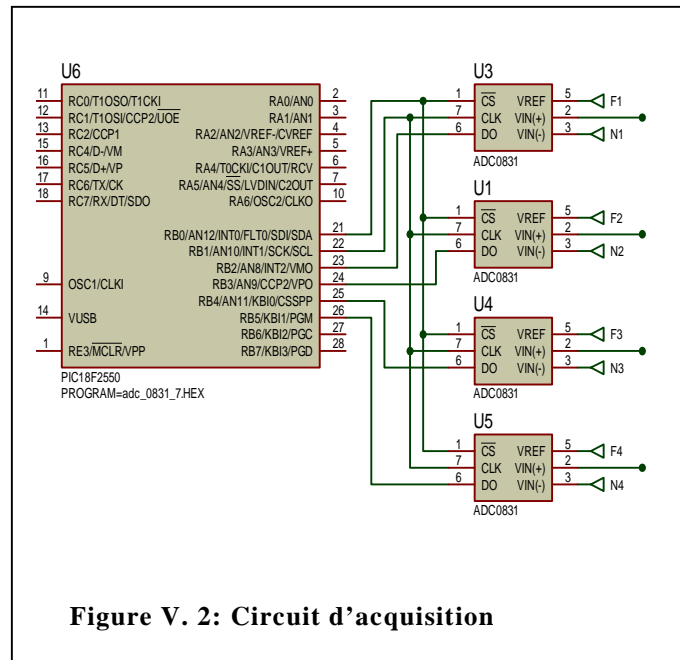 U6
11 RC0/T1OSO/T1CKI RA0/AN0 2
12 RC1/T1OSI/CCP2/UOE RA1/AN1 3
13 RC2/CCP1 RA2/AN2/VREF-/CVREF 4
15 RC4/D-/VM RA3/AN3/VREF+ 5
16 RC5/D+/VP RA4/T0CKI/C1OUT/RCV 6
17 RC6/TX/CK RA5/AN4/SS/LVDIN/C2OUT 7
18 RC7/RX/DT/SDO RA6/OSC2/CLKO 10
RB0/AN12/INT0/FLT0/SDI/SDA 21
RB1/AN10/INT1/SCK/SCL 22
RB2/AN8/INT2/VMO 23
9 OSC1/CLKI RB3/AN9/CCP2/VPO 24
RB4/AN11/KBI0/CSSPP 25
14 VUSB RB5/KBI1/PGM 26
RB6/KBI2/PGC 27
1 RE3/MCLR/VPP RB7/KBI3/PGD 28
PIC18F2550
PROGRAM=adc_0831_7.HEX
U3
1 CS VREF 5 F1
7 CLK VIN(+) 2
6 DO VIN(-) 3 N1
ADC0831
U1
1 CS VREF 5 F2
7 CLK VIN(+) 2
6 DO VIN(-) 3 N2
ADC0831
U4
1 CS VREF 5 F3
7 CLK VIN(+) 2
6 DO VIN(-) 3 N3
ADC0831
U5
1 CS VREF 5 F4
7 CLK VIN(+) 2
6 DO VIN(-) 3 N4
ADC0831
Figure V. 2: Circuit d’acquisition